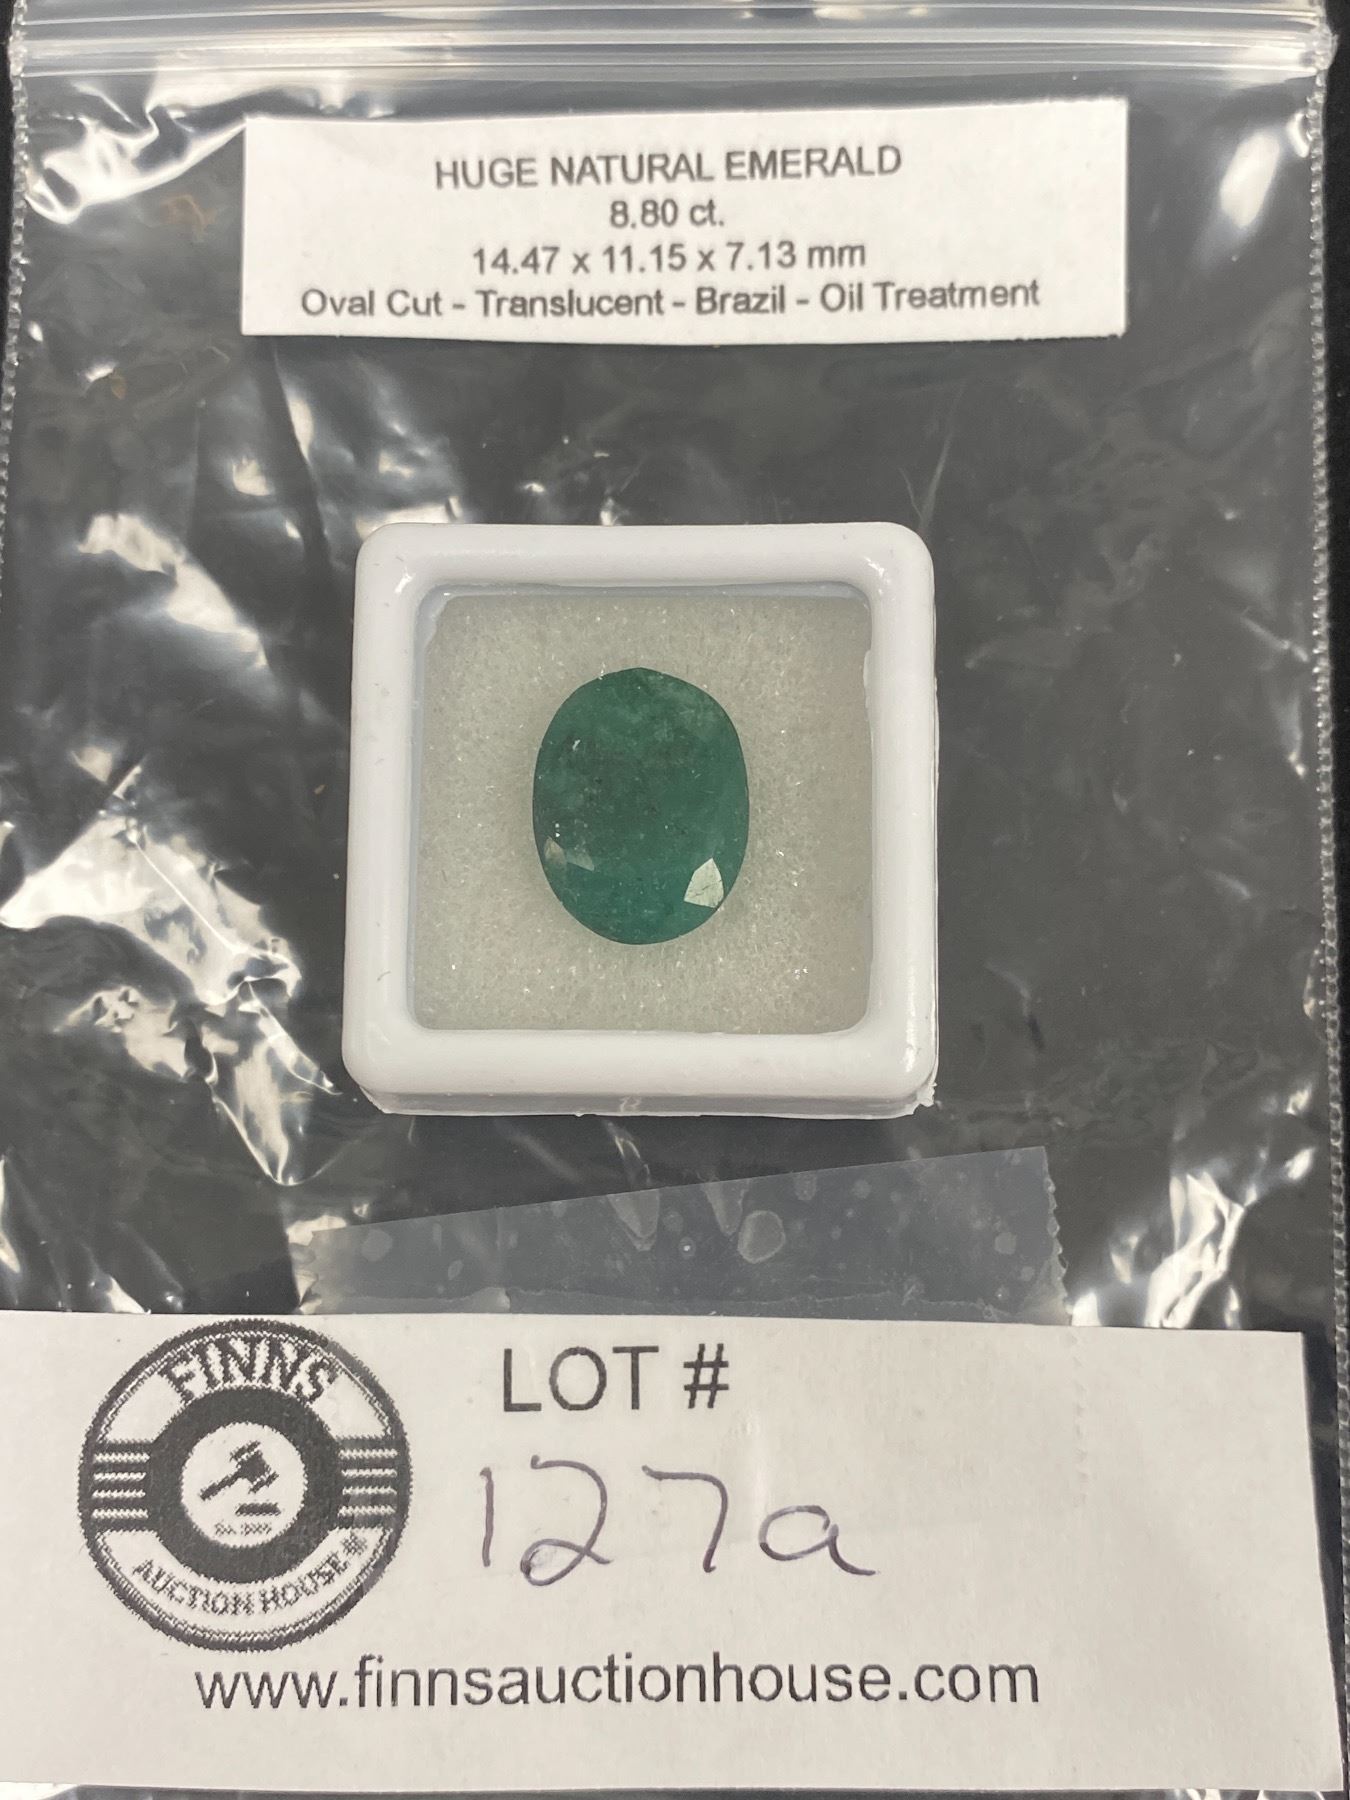 HUGE NATURAL EMERALD
8.80 ct.
14.47 x 11.15 x 7.13 mm
Oval Cut - Translucent - Brazil - Oil Treatment
FINNS
AUCTION HOUSE
LOT #
127a
www.finnsauctionhouse.com